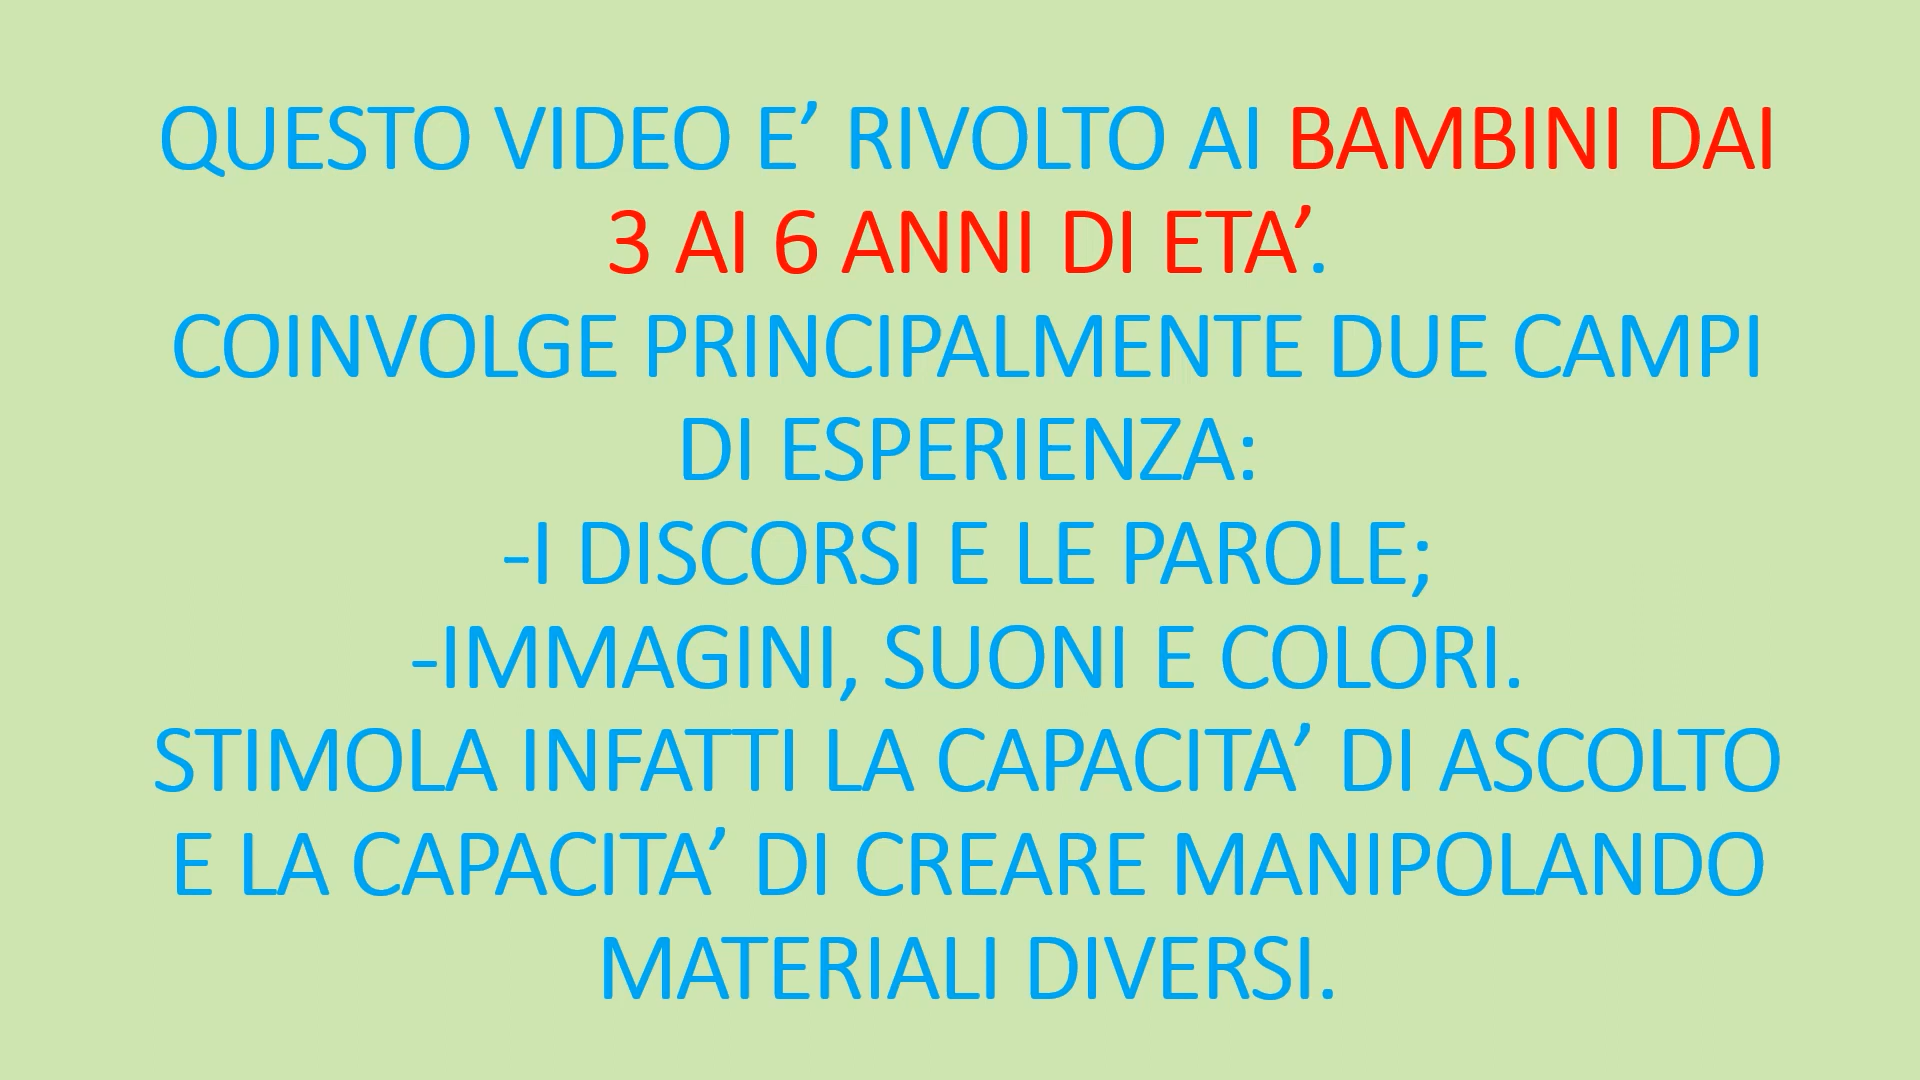 QUESTO VIDEO E’ RIVOLTO AI BAMBINI DAI
3 AI 6 ANNI DI ETA’.
COINVOLGE PRINCIPALMENTE DUE CAMPI
DI ESPERIENZA:
-I DISCORSI E LE PAROLE;
-IMMAGINI, SUONI E COLORI.
STIMOLA INFATTI LA CAPACITA’ DI ASCOLTO
E LA CAPACITA’ DI CREARE MANIPOLANDO
MATERIALI DIVERSI.